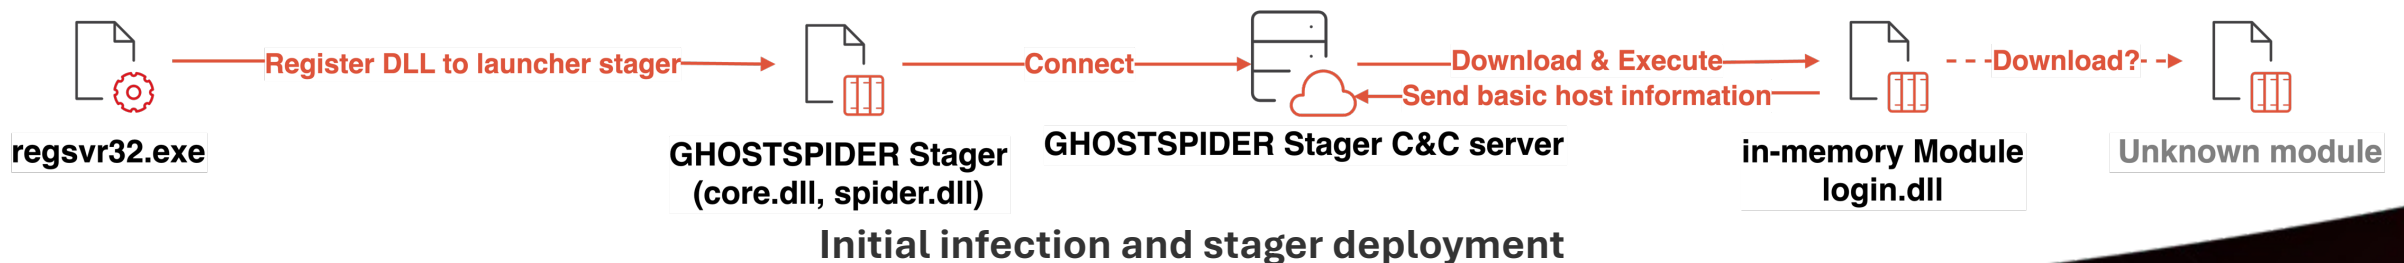 regsvr32.exe
Register DLL to launcher stager
GHOSTSPIDER Stager
(core.dll, spider.dll)
Connect
GHOSTSPIDER Stager C&C server
Download & Execute
Send basic host information
in-memory Module
login.dll
Download?
Unknown module
Initial infection and stager deployment